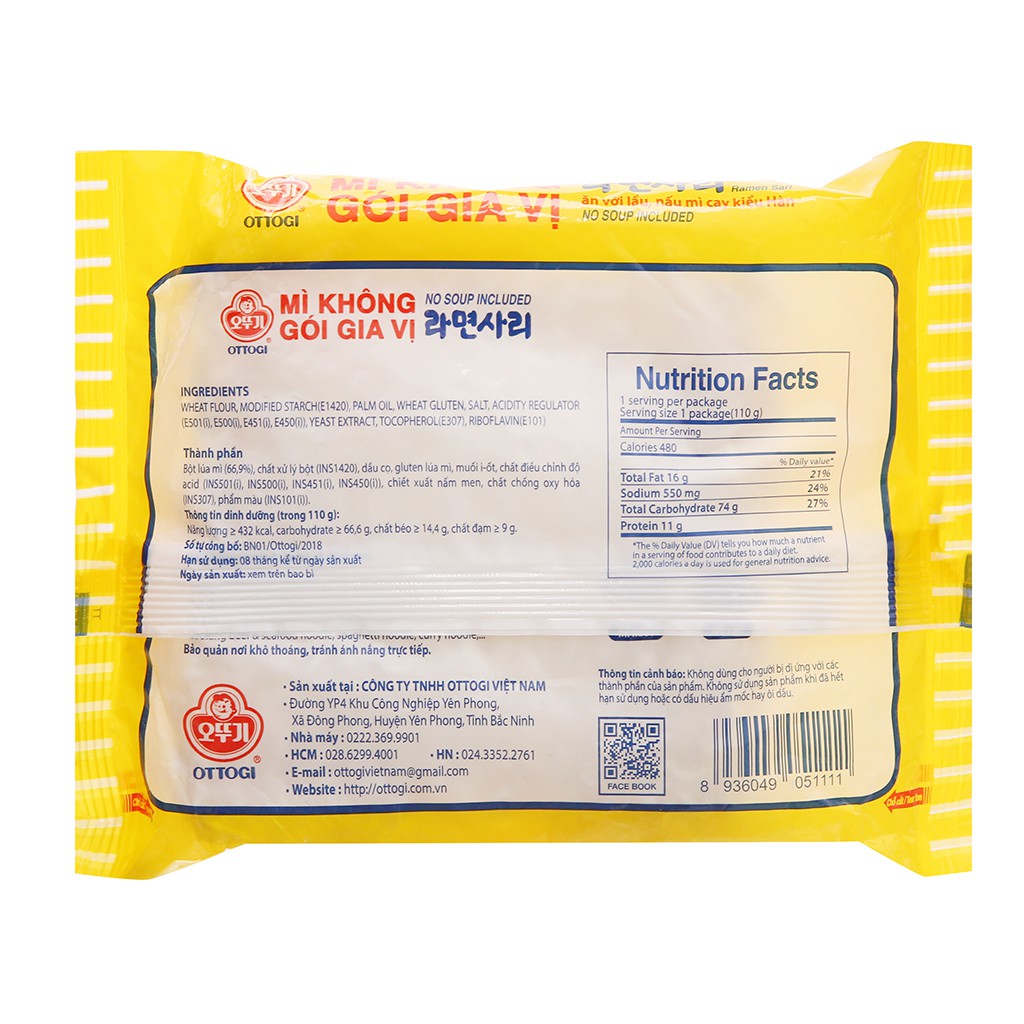 OTTOGI
GÓI GIA VỊ
라면사리
Ramen Sari
ăn với lẩu, nấu mì cay kiểu Hàn
NO SOUP INCLUDED
오뚜기
OTTOGI
MÌ KHÔNG
GÓI GIA VỊ
NO SOUP INCLUDED
라면사리
INGREDIENTS
WHEAT FLOUR, MODIFIED STARCH(E1420), PALM OIL, WHEAT GLUTEN, SALT, ACIDITY REGULATOR
(E501(i), E500(i), E451(i), E450(i)), YEAST EXTRACT, TOCOPHEROL(E307), RIBOFLAVIN(E101)
Thành phần
Bột lúa mì (66,9%), chất xử lý bột (INS1420), dầu cọ, gluten lúa mì, muối i-ốt, chất điều chỉnh độ
acid (INS501(i), INS500(i), INS451(i), INS450(i)), chiết xuất nấm men, chất chống oxy hóa
(INS307), phẩm màu (INS101(i)).
Thông tin dinh dưỡng (trong 110 g):
Năng lượng ≥ 432 kcal, carbohydrate ≥ 66,6 g, chất béo ≥ 14,4 g, chất đạm ≥ 9 g.
Số tự công bố: BN01/Ottogi/2018
Hạn sử dụng: 08 tháng kể từ ngày sản xuất
Ngày sản xuất: xem trên bao bì
Nutrition Facts
1 serving per package
Serving size 1 package(110 g)
Amount Per Serving
Calories 480
% Daily value*
Total Fat 16 g 21%
Sodium 550 mg 24%
Total Carbohydrate 74 g 27%
Protein 11 g
*The % Daily Value (DV) tells you how much a nutrient
in a serving of food contributes to a daily diet.
2,000 calories a day is used for general nutrition advice.
beef & seafood noodle, spaghetti noodle, curry noodle,...
Bảo quản nơi khô thoáng, tránh ánh nắng trực tiếp.
오뚜기
OTTOGI
• Sản xuất tại : CÔNG TY TNHH OTTOGI VIỆT NAM
• Đường YP4 Khu Công Nghiệp Yên Phong,
Xã Đông Phong, Huyện Yên Phong, Tỉnh Bắc Ninh
• Nhà máy : 0222.369.9901
• HCM : 028.6299.4001 • HN : 024.3352.2761
• E-mail : ottogivietnam@gmail.com
• Website : http://ottogi.com.vn
Thông tin cảnh báo: Không dùng cho người bị dị ứng với các
thành phần của sản phẩm. Không sử dụng sản phẩm khi đã hết
hạn sử dụng hoặc có dấu hiệu ẩm mốc hay ôi dầu.
FACE BOOK
8 936049 051111